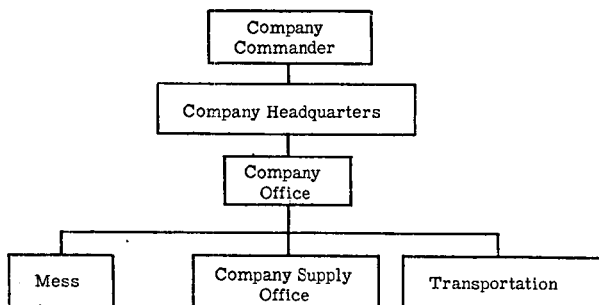 Company
Commander
Company Headquarters
Company
Office
Mess
Company Supply
Office
Transportation